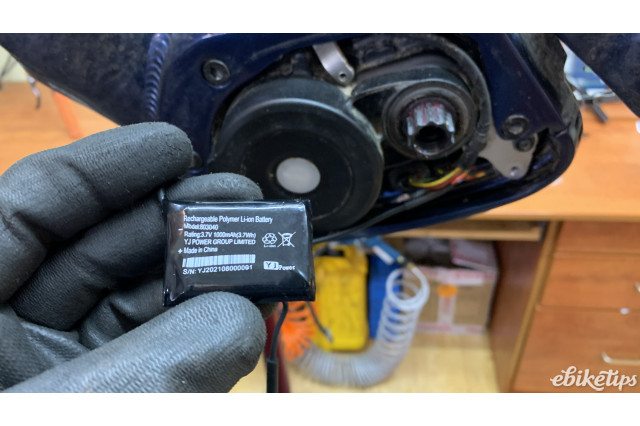 Rechargeable Polymer Li-ion Battery
Model:803040
- Rating:3.7V 1000mAh(3.7Wh)
YJ POWER GROUP LIMITED
+ Made in China
S/N: YJ202108000091
YJ Power
ebiketips